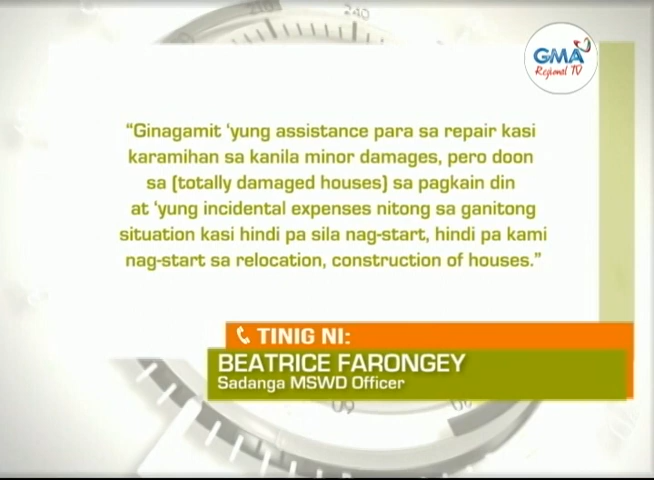 210
240
GMA
Regional TV
“Ginagamit ‘yung assistance para sa repair kasi
karamihan sa kanila minor damages, pero doon
sa (totally damaged houses) sa pagkain din
at ‘yung incidental expenses nitong sa ganitong
situation kasi hindi pa sila nag-start, hindi pa kami
nag-start sa relocation, construction of houses.”
TINIG NI:
BEATRICE FARONGEY
Sadanga MSWD Officer